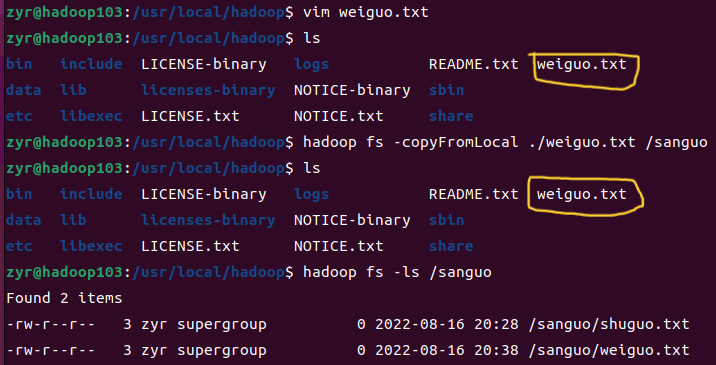 zyr@hadoop103:/usr/local/hadoop$ vim weiguo.txt
zyr@hadoop103:/usr/local/hadoop$ ls
bin include LICENSE-binary logs README.txt weiguo.txt
data lib licenses-binary NOTICE-binary sbin
etc libexec LICENSE.txt NOTICE.txt share
zyr@hadoop103:/usr/local/hadoop$ hadoop fs -copyFromLocal ./weiguo.txt /sanguo
zyr@hadoop103:/usr/local/hadoop$ ls
bin include LICENSE-binary logs README.txt weiguo.txt
data lib licenses-binary NOTICE-binary sbin
etc libexec LICENSE.txt NOTICE.txt share
zyr@hadoop103:/usr/local/hadoop$ hadoop fs -ls /sanguo
Found 2 items
-rw-r--r-- 3 zyr supergroup 0 2022-08-16 20:28 /sanguo/shuguo.txt
-rw-r--r-- 3 zyr supergroup 0 2022-08-16 20:38 /sanguo/weiguo.txt